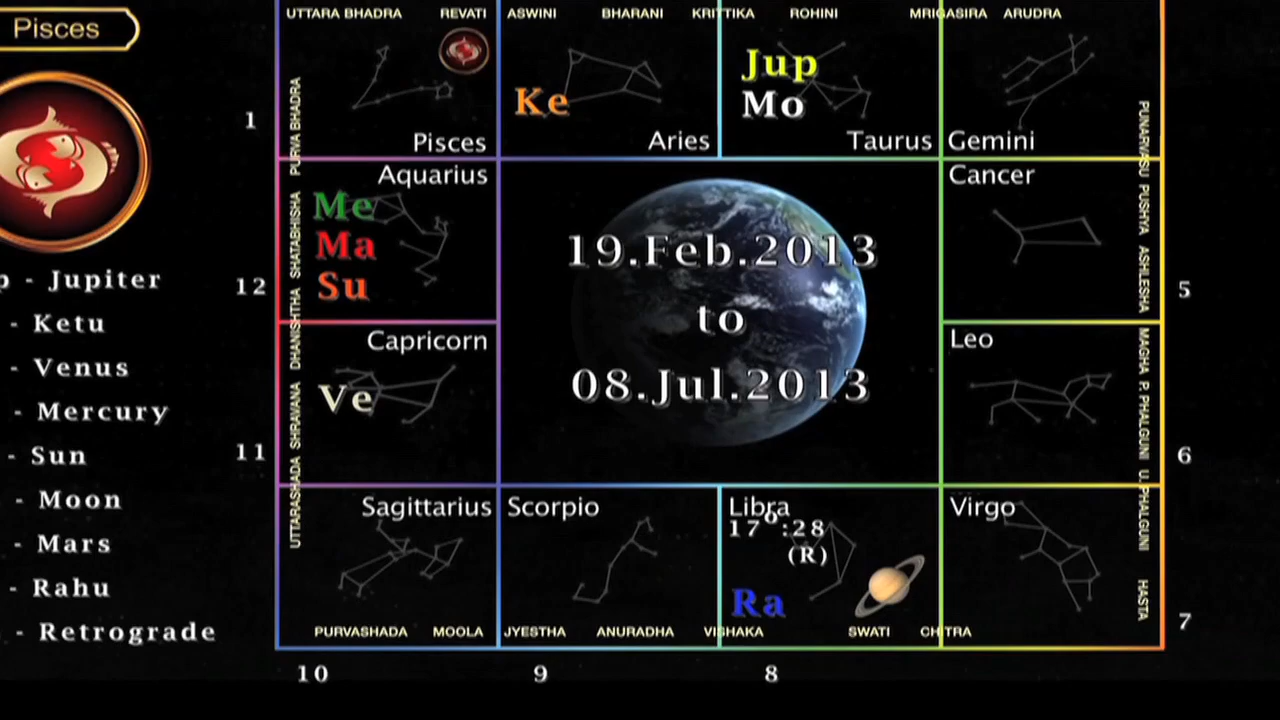 Pisces
UTTARA BHADRA REVATI ASWINI BHARANI KRITTIKA ROHINI MRIGASIRA ARUDRA
Jup
Mo
Ke
Pisces Aries Taurus Gemini
1
PURVA BHADRA
PUNARVASU
Aquarius Cancer
Me
Ma
Su
19.Feb.2013
to
08.Jul.2013
SHATABHISHA
PUSHYA
ASHLESHA
12 5
p - Jupiter
- Ketu
- Venus
- Mercury
- Sun
- Moon
- Mars
- Rahu
- Retrograde
DHANISHTHA
Capricorn Leo
Ve
SHRAVANA
MAGHA P. PHALGUNI
11 6
UTTARASHADA
U. PHALGUNI
Sagittarius Scorpio Libra Virgo
17°:28
(R)
Ra
HASTA
PURVASHADA MOOLA JYESTHA ANURADHA VISHAKA SWATI CHITRA
7
10 9 8